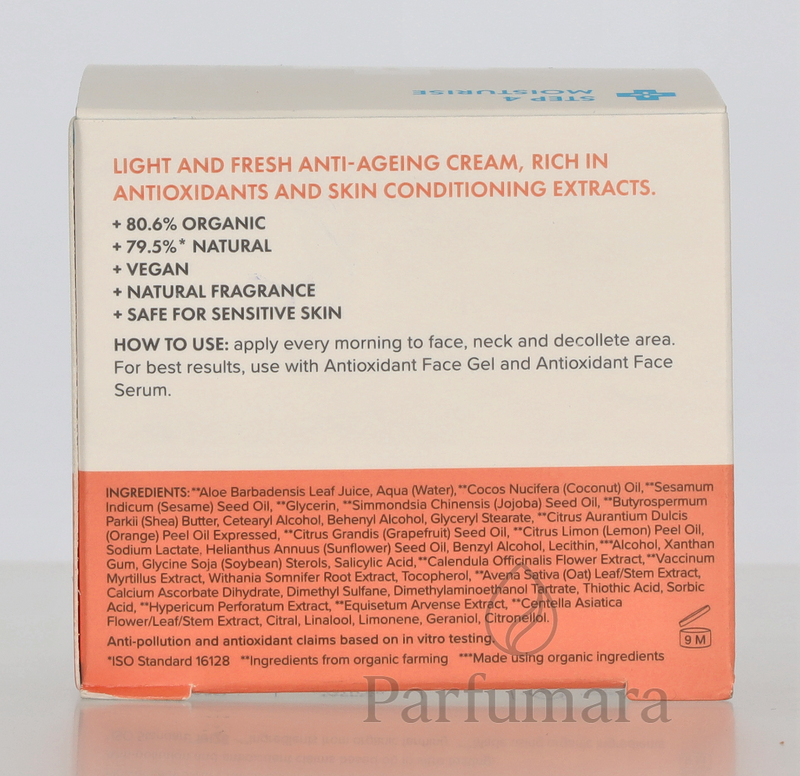 STEP 4
MOISTURISE
LIGHT AND FRESH ANTI-AGEING CREAM, RICH IN
ANTIOXIDANTS AND SKIN CONDITIONING EXTRACTS.
+ 80.6% ORGANIC
+ 79.5%* NATURAL
+ VEGAN
+ NATURAL FRAGRANCE
+ SAFE FOR SENSITIVE SKIN
HOW TO USE: apply every morning to face, neck and decollete area.
For best results, use with Antioxidant Face Gel and Antioxidant Face
Serum.
INGREDIENTS: **Aloe Barbadensis Leaf Juice, Aqua (Water), **Cocos Nucifera (Coconut) Oil, **Sesamum
Indicum (Sesame) Seed Oil, **Glycerin, **Simmondsia Chinensis (Jojoba) Seed Oil, **Butyrospermum
Parkii (Shea) Butter, Cetearyl Alcohol, Behenyl Alcohol, Glyceryl Stearate, **Citrus Aurantium Dulcis
(Orange) Peel Oil Expressed, **Citrus Grandis (Grapefruit) Seed Oil, **Citrus Limon (Lemon) Peel Oil,
Sodium Lactate, Helianthus Annuus (Sunflower) Seed Oil, Benzyl Alcohol, Lecithin, ***Alcohol, Xanthan
Gum, Glycine Soja (Soybean) Sterols, Salicylic Acid, **Calendula Officinalis Flower Extract, **Vaccinum
Myrtillus Extract, Withania Somnifer Root Extract, Tocopherol, **Avena Sativa (Oat) Leaf/Stem Extract,
Calcium Ascorbate Dihydrate, Dimethyl Sulfane, Dimethylaminoethanol Tartrate, Thiothic Acid, Sorbic
Acid, **Hypericum Perforatum Extract, **Equisetum Arvense Extract, **Centella Asiatica
Flower/Leaf/Stem Extract, Citral, Linalool, Limonene, Geraniol, Citronellol.
Anti-pollution and antioxidant claims based on in vitro testing.
*ISO Standard 16128 **Ingredients from organic farming ***Made using organic ingredients
9 M
Parfumara